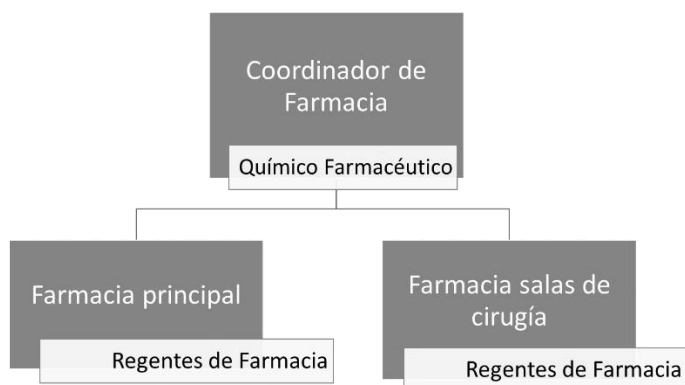 Coordinador de
Farmacia
Químico Farmacéutico
Farmacia principal
Regentes de Farmacia
Farmacia salas de
cirugía
Regentes de Farmacia